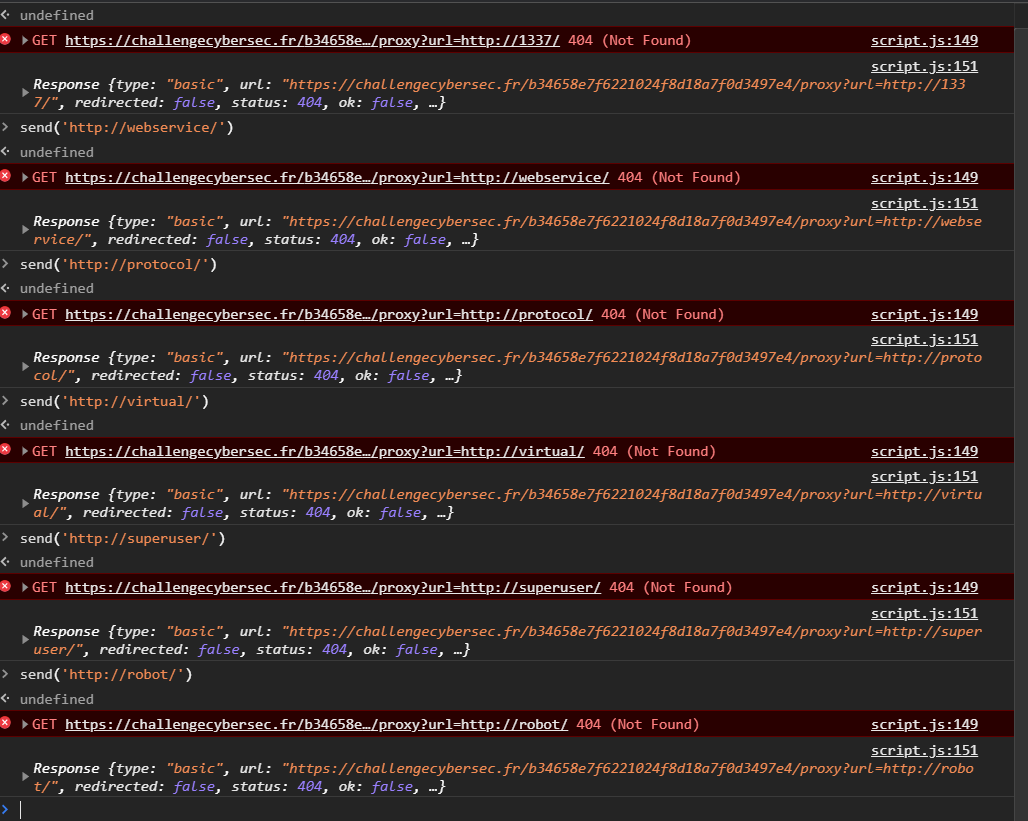 undefined
GET https://challengecybersec.fr/b34658e…/proxy?url=http://1337/ 404 (Not Found) script.js:149
script.js:151
Response {type: "basic", url: "https://challengecybersec.fr/b34658e7f6221024f8d18a7f0d3497e4/proxy?url=http://133
7/", redirected: false, status: 404, ok: false, …}
send('http://webservice/')
undefined
GET https://challengecybersec.fr/b34658e…/proxy?url=http://webservice/ 404 (Not Found) script.js:149
script.js:151
Response {type: "basic", url: "https://challengecybersec.fr/b34658e7f6221024f8d18a7f0d3497e4/proxy?url=http://webse
rvice/", redirected: false, status: 404, ok: false, …}
send('http://protocol/')
undefined
GET https://challengecybersec.fr/b34658e…/proxy?url=http://protocol/ 404 (Not Found) script.js:149
script.js:151
Response {type: "basic", url: "https://challengecybersec.fr/b34658e7f6221024f8d18a7f0d3497e4/proxy?url=http://proto
col/", redirected: false, status: 404, ok: false, …}
send('http://virtual/')
undefined
GET https://challengecybersec.fr/b34658e…/proxy?url=http://virtual/ 404 (Not Found) script.js:149
script.js:151
Response {type: "basic", url: "https://challengecybersec.fr/b34658e7f6221024f8d18a7f0d3497e4/proxy?url=http://virtu
al/", redirected: false, status: 404, ok: false, …}
send('http://superuser/')
undefined
GET https://challengecybersec.fr/b34658e…/proxy?url=http://superuser/ 404 (Not Found) script.js:149
script.js:151
Response {type: "basic", url: "https://challengecybersec.fr/b34658e7f6221024f8d18a7f0d3497e4/proxy?url=http://super
user/", redirected: false, status: 404, ok: false, …}
send('http://robot/')
undefined
GET https://challengecybersec.fr/b34658e…/proxy?url=http://robot/ 404 (Not Found) script.js:149
script.js:151
Response {type: "basic", url: "https://challengecybersec.fr/b34658e7f6221024f8d18a7f0d3497e4/proxy?url=http://robo
t/", redirected: false, status: 404, ok: false, …}